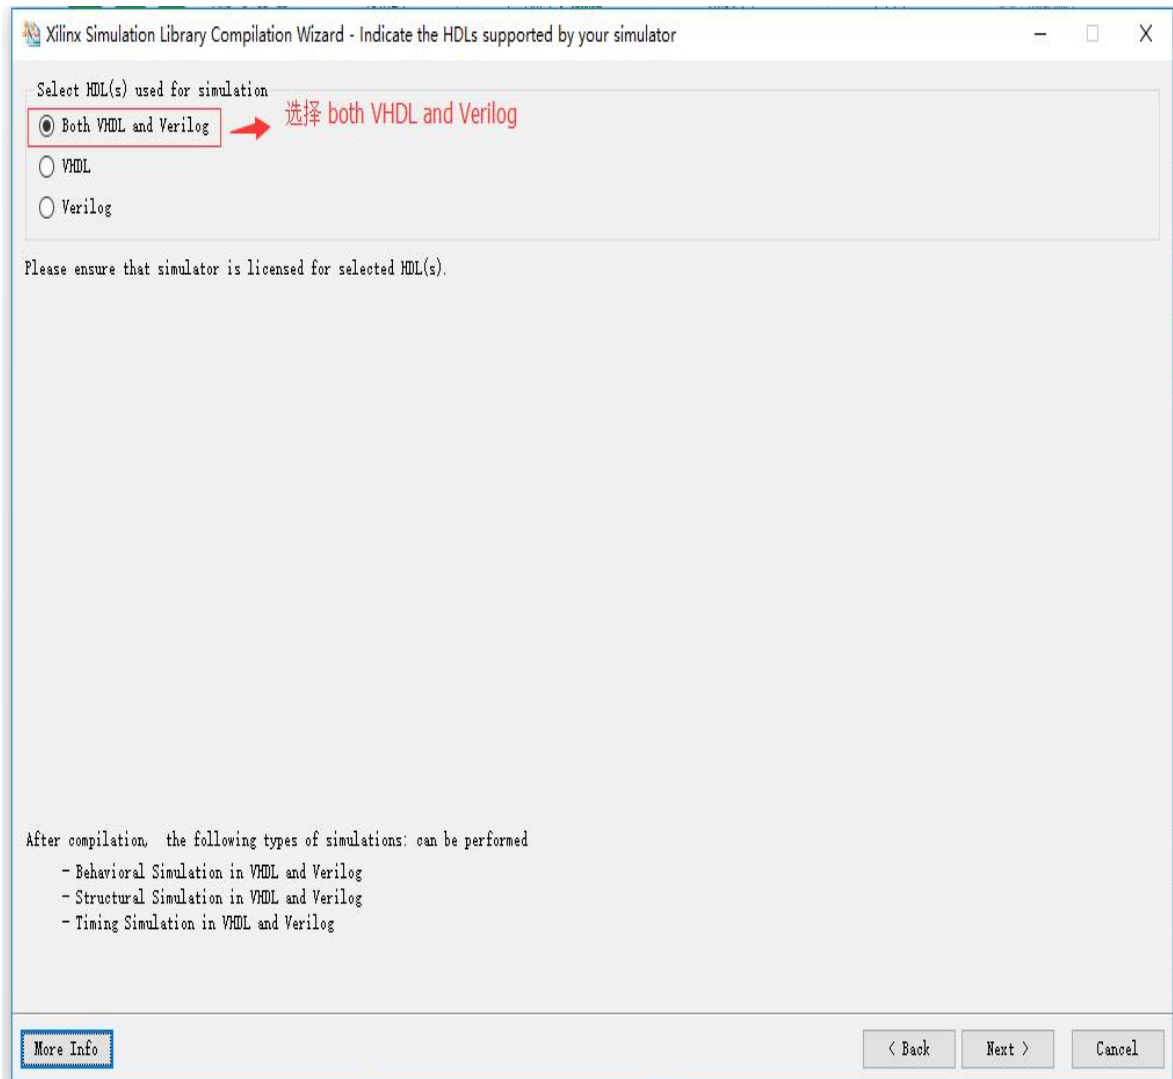 Xilinx Simulation Library Compilation Wizard - Indicate the HDLs supported by your simulator
Select HDL(s) used for simulation
Both VHDL and Verilog
选择 both VHDL and Verilog
VHDL
Verilog
Please ensure that simulator is licensed for selected HDL(s).
After compilation, the following types of simulations: can be performed
- Behavioral Simulation in VHDL and Verilog
- Structural Simulation in VHDL and Verilog
- Timing Simulation in VHDL and Verilog
More Info
< Back
Next >
Cancel